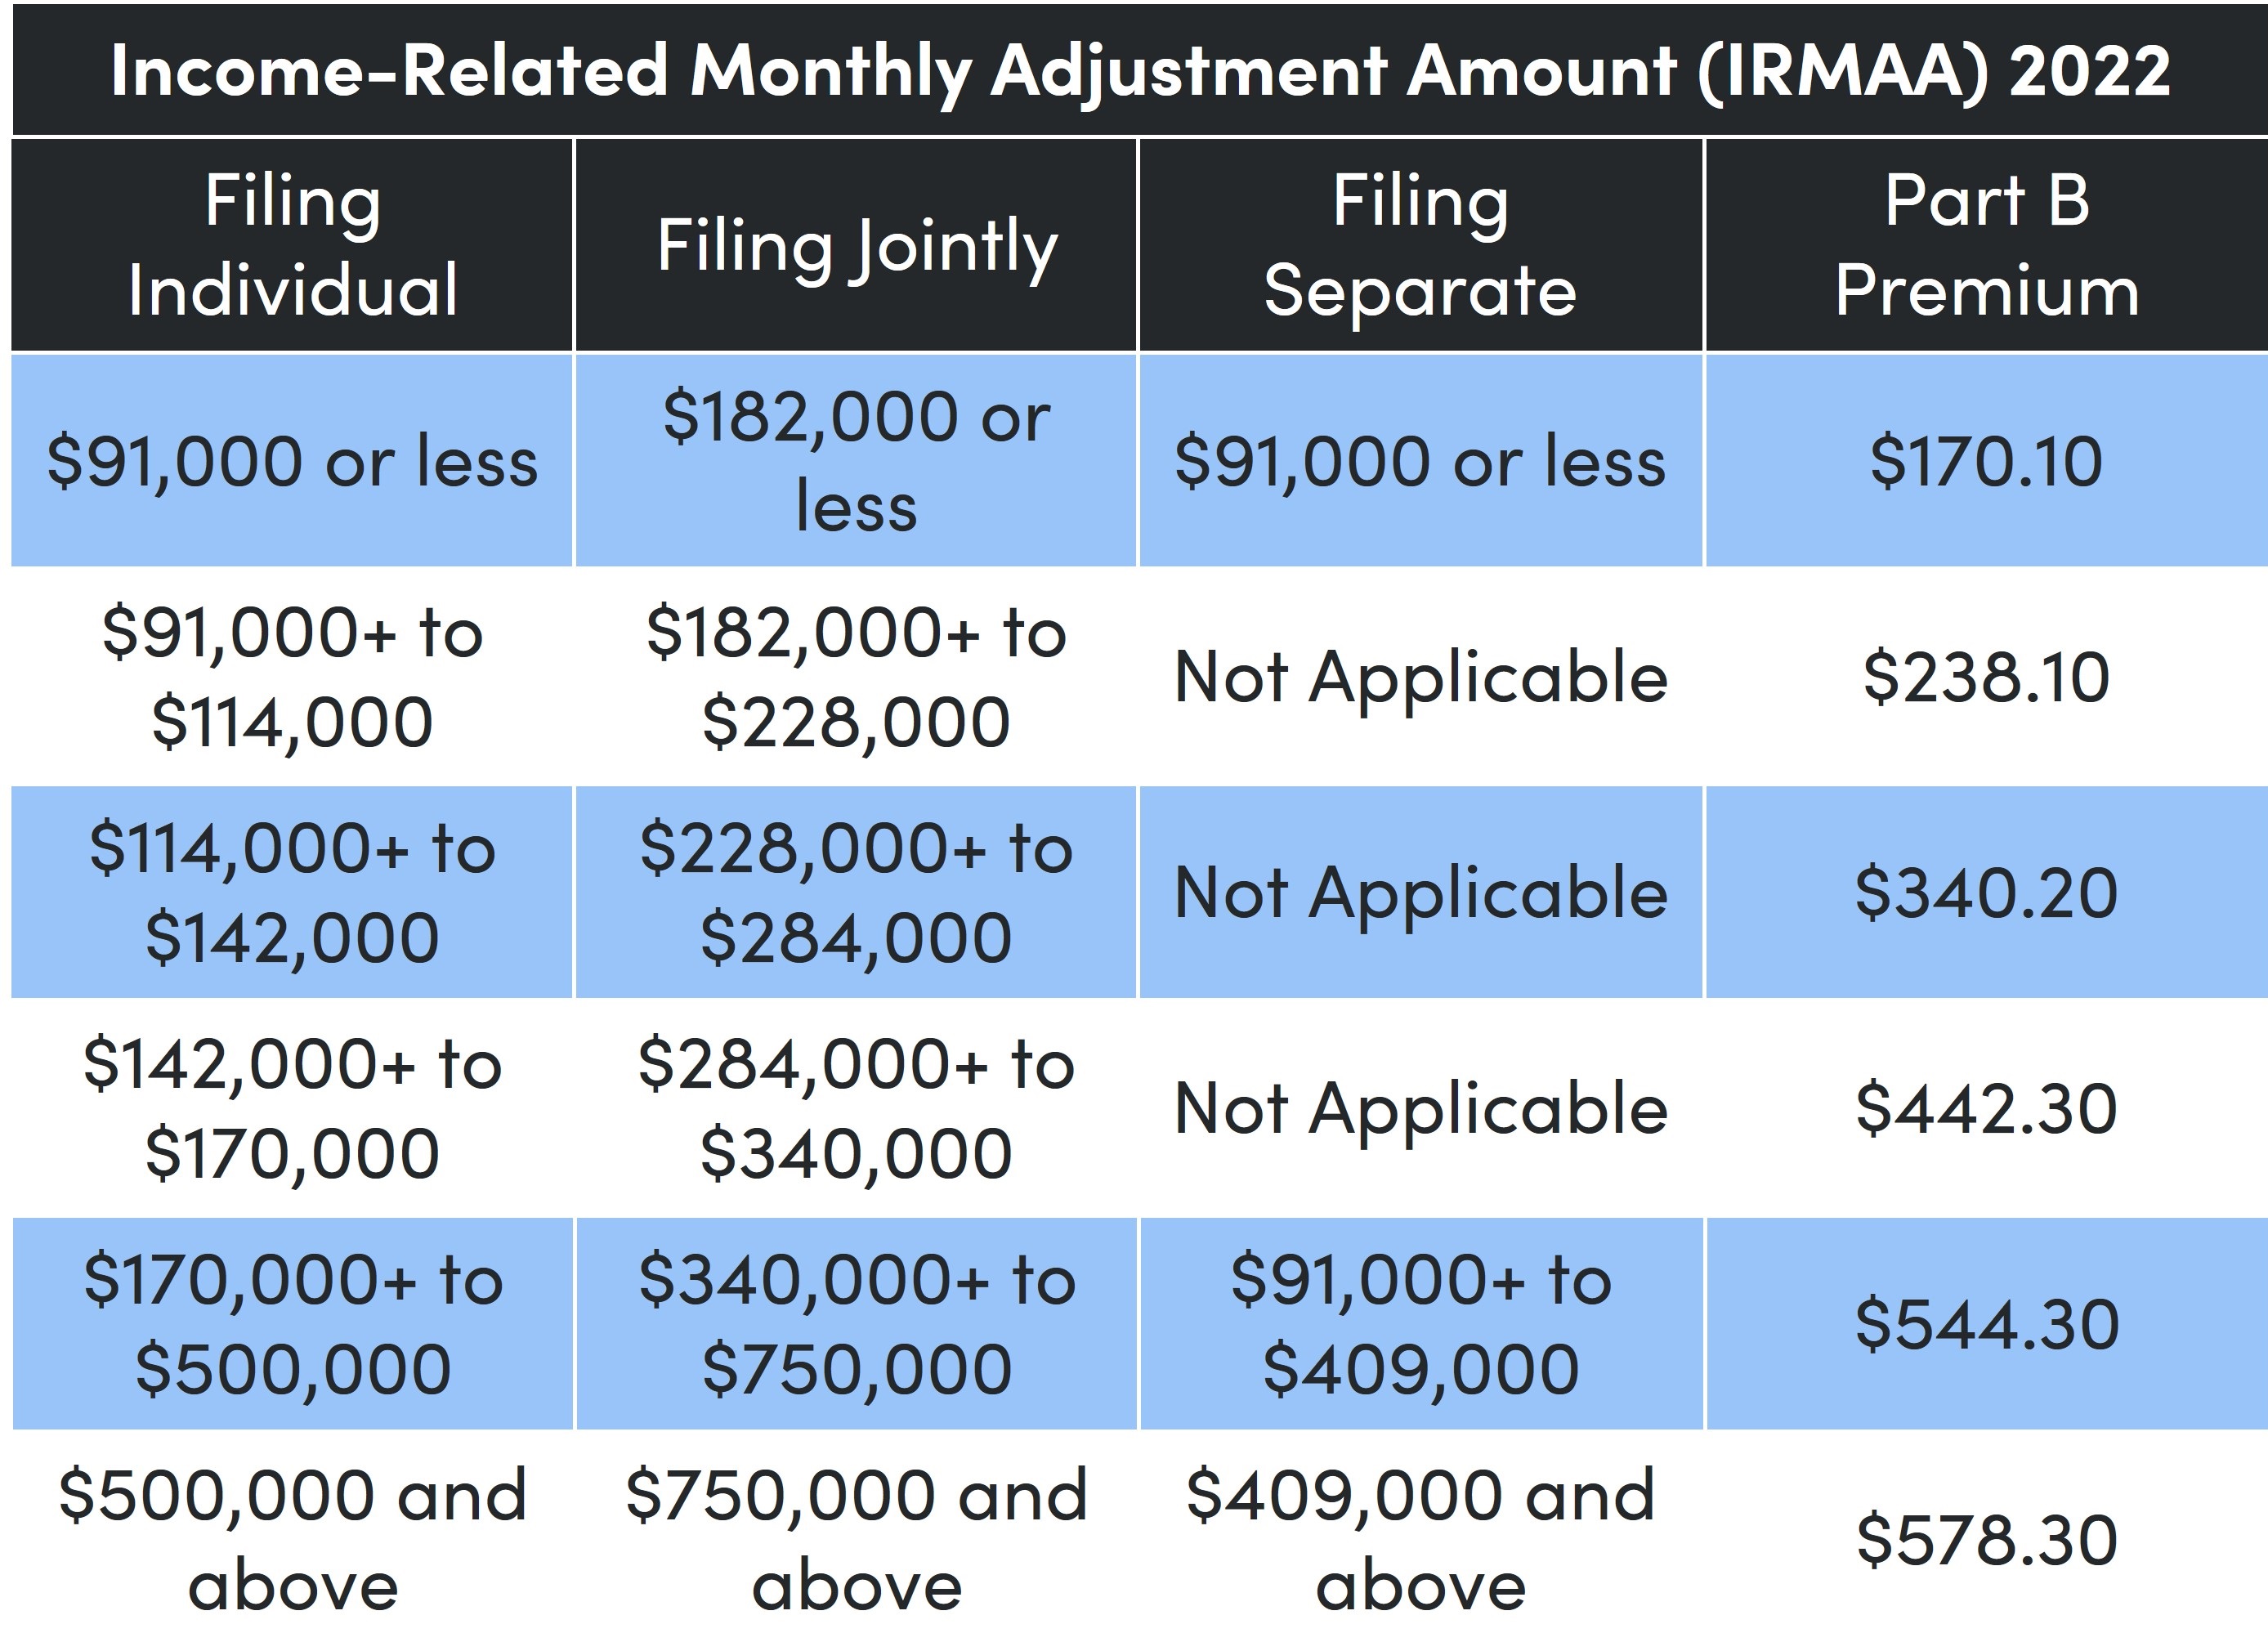 Income-Related Monthly Adjustment Amount (IRMAA) 2022
Filing
Individual
Filing Jointly
Filing
Separate
Part B
Premium
$91,000 or less
$182,000 or
less
$91,000 or less
$170.10
$91,000+ to
$114,000
$182,000+ to
$228,000
Not Applicable
$238.10
$114,000+ to
$142,000
$228,000+ to
$284,000
Not Applicable
$340.20
$142,000+ to
$170,000
$284,000+ to
$340,000
Not Applicable
$442.30
$170,000+ to
$500,000
$340,000+ to
$750,000
$91,000+ to
$409,000
$544.30
$500,000 and
above
$750,000 and
above
$409,000 and
above
$578.30